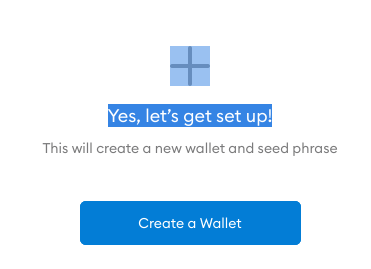 Yes, let’s get set up!
This will create a new wallet and seed phrase
Create a Wallet